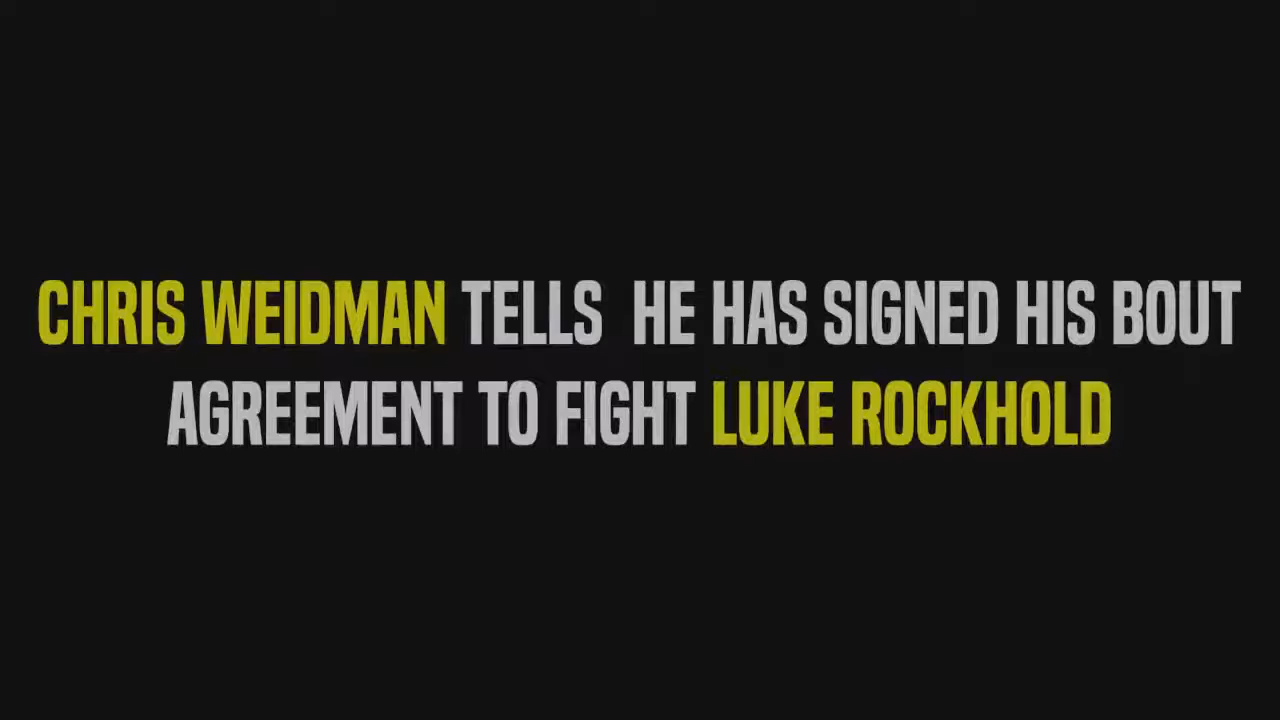 CHRIS WEIDMAN TELLS  HE HAS SIGNED HIS BOUT
AGREEMENT TO FIGHT LUKE ROCKHOLD